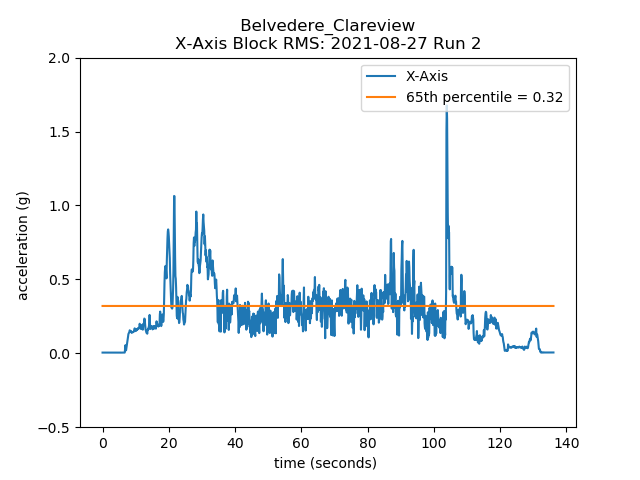 Belvedere_Clareview
X-Axis Block RMS: 2021-08-27 Run 2
X-Axis
65th percentile = 0.32
2.0
1.5
1.0
0.5
0.0
−0.5
acceleration (g)
0 20 40 60 80 100 120 140
time (seconds)